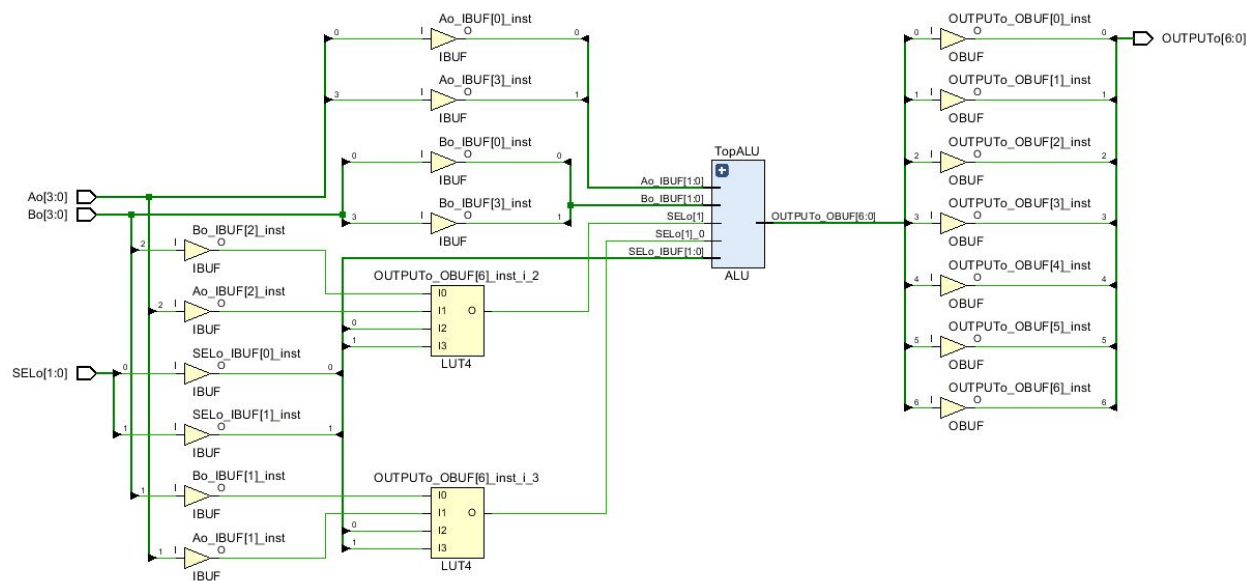 Ao_IBUF[0]_inst
0 I O 0
IBUF
Ao_IBUF[3]_inst
3 I O 1
IBUF
Bo_IBUF[0]_inst
0 I O 0
IBUF
Bo_IBUF[3]_inst
3 I O 1
IBUF
Ao[3:0]
Bo[3:0]
Bo_IBUF[2]_inst
2 I O
IBUF
Ao_IBUF[2]_inst
2 I O
IBUF
SELo_IBUF[0]_inst
SELo[1:0]
0 I O 0
IBUF
SELo_IBUF[1]_inst
1 I O 1
IBUF
Bo_IBUF[1]_inst
1 I O
IBUF
Ao_IBUF[1]_inst
1 I O
IBUF
OUTPUTo_OBUF[6]_inst_i_2
I0
I1 O
0 I2
1 I3
LUT4
OUTPUTo_OBUF[6]_inst_i_3
I0
I1 O
0 I2
1 I3
LUT4
TopALU
Ao_IBUF[1:0]
Bo_IBUF[1:0]
SELo[1]
SELo[1]_0
SELo_IBUF[1:0]
OUTPUTo_OBUF[6:0]
ALU
OUTPUTo_OBUF[0]_inst
0 I O 0
OBUF
OUTPUTo_OBUF[1]_inst
1 I O 1
OBUF
OUTPUTo_OBUF[2]_inst
2 I O 2
OBUF
OUTPUTo_OBUF[3]_inst
3 I O 3
OBUF
OUTPUTo_OBUF[4]_inst
4 I O 4
OBUF
OUTPUTo_OBUF[5]_inst
5 I O 5
OBUF
OUTPUTo_OBUF[6]_inst
6 I O 6
OBUF
OUTPUTo[6:0]